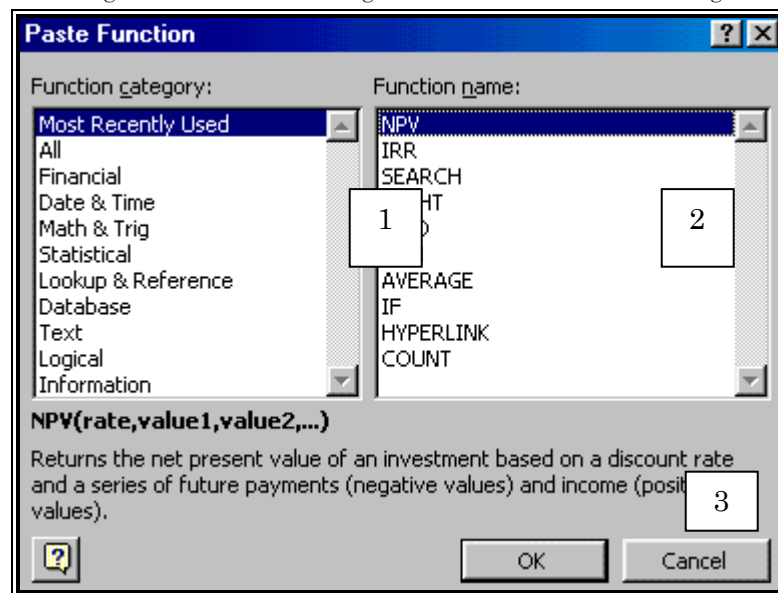 Paste Function
Function category:
Most Recently Used
All
Financial
Date & Time
Math & Trig
Statistical
Lookup & Reference
Database
Text
Logical
Information
1
Function name:
NPV
IRR
SEARCH
AVERAGE
IF
HYPERLINK
COUNT
2
NPV(rate,value1,value2,...)
Returns the net present value of an investment based on a discount rate
and a series of future payments (negative values) and income
values).
3
OK
Cancel